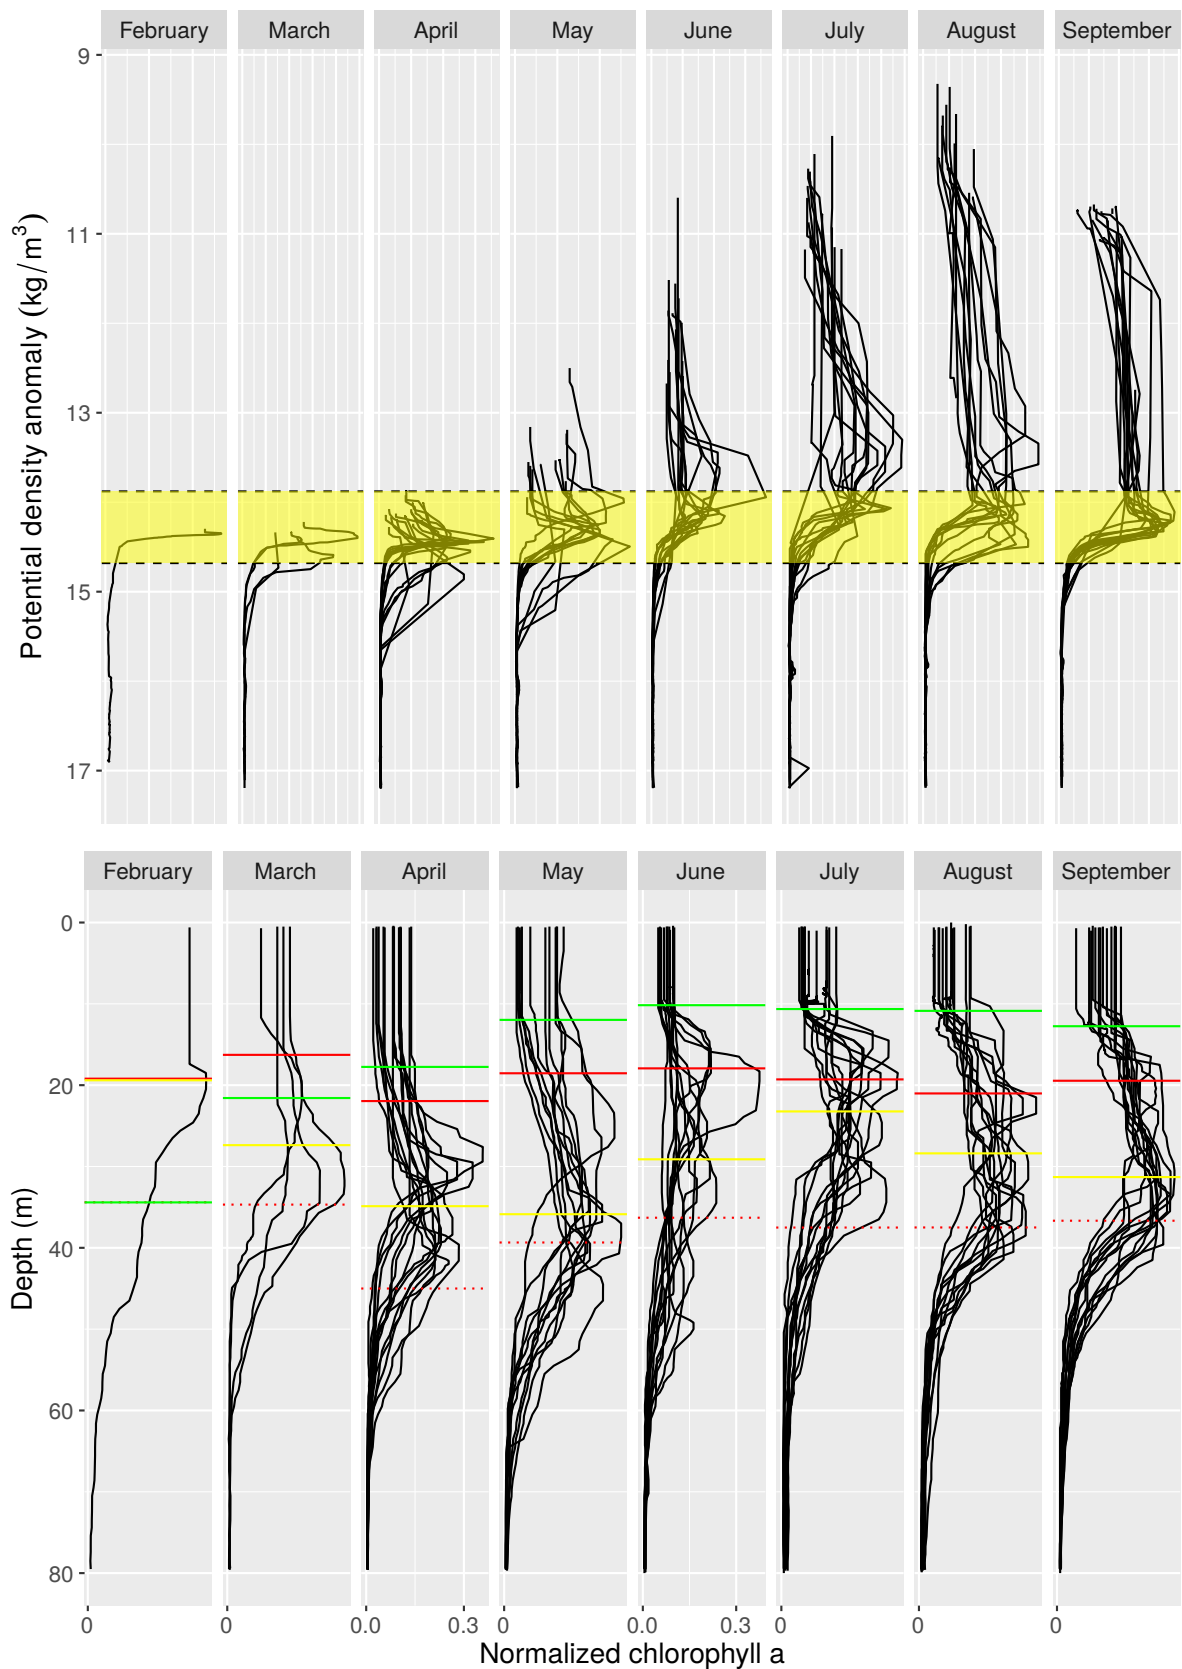 February March April May June July August September
9
11
13
15
17
Potential density anomaly (kg/m³)
February March April May June July August September
0
20
40
60
80
Depth (m)
0 0 0.0 0.3 0 0.0 0.3 0 0 0
Normalized chlorophyll a